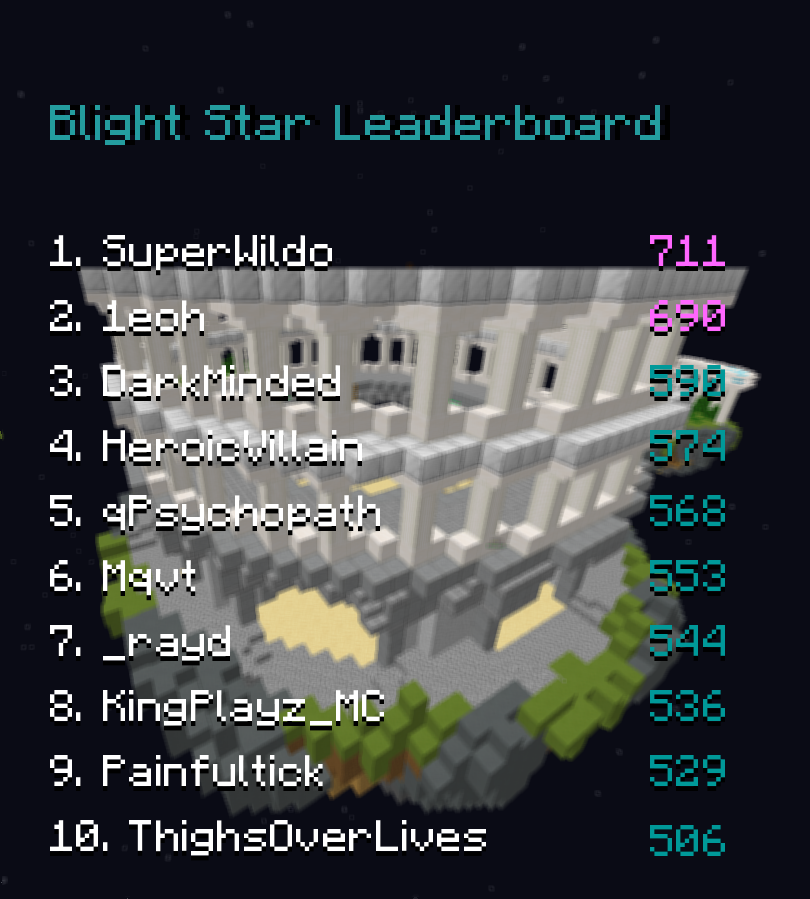 Blight Star Leaderboard
1. SuperWildo 711
2. 1eoh 690
3. DarkMinded 590
4. HeroicVillain 574
5. qPsychopath 568
6. Mqvt 553
7. _rayd 544
8. KingPlayz_MC 536
9. Painfultick 529
10. ThighsOverLives 506